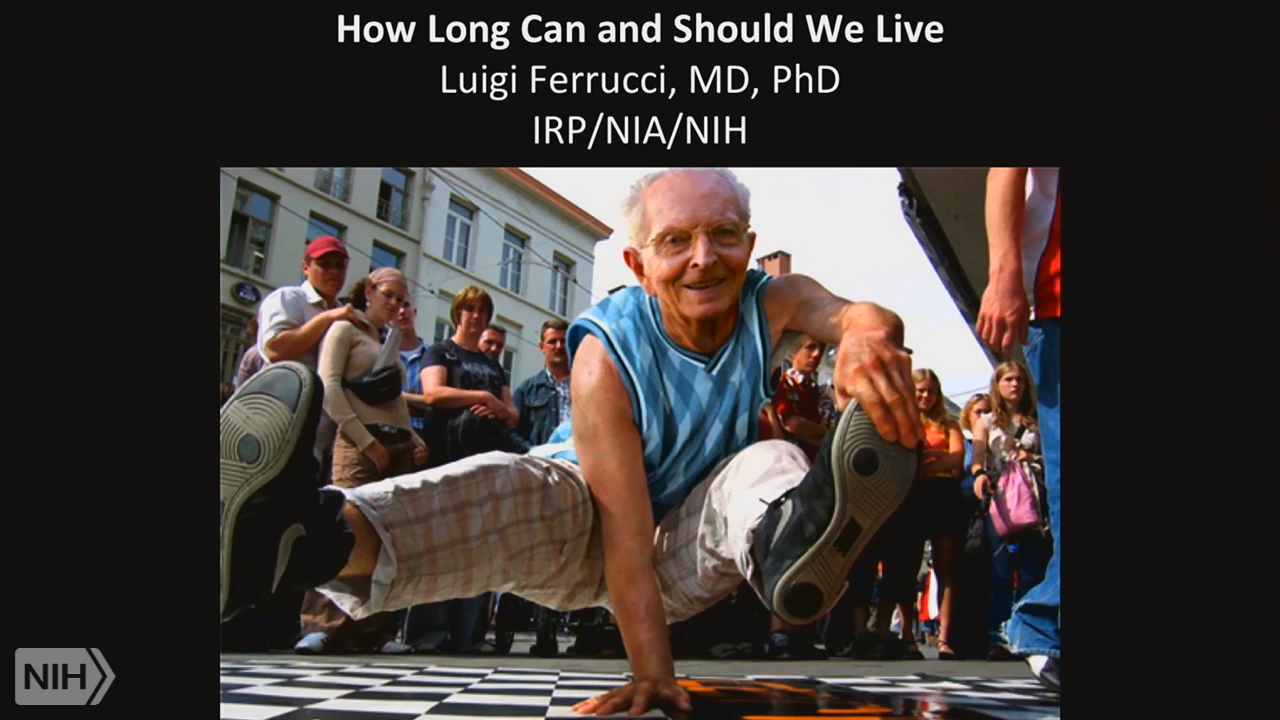 How Long Can and Should We Live
Luigi Ferrucci, MD, PhD
IRP/NIA/NIH
NIH